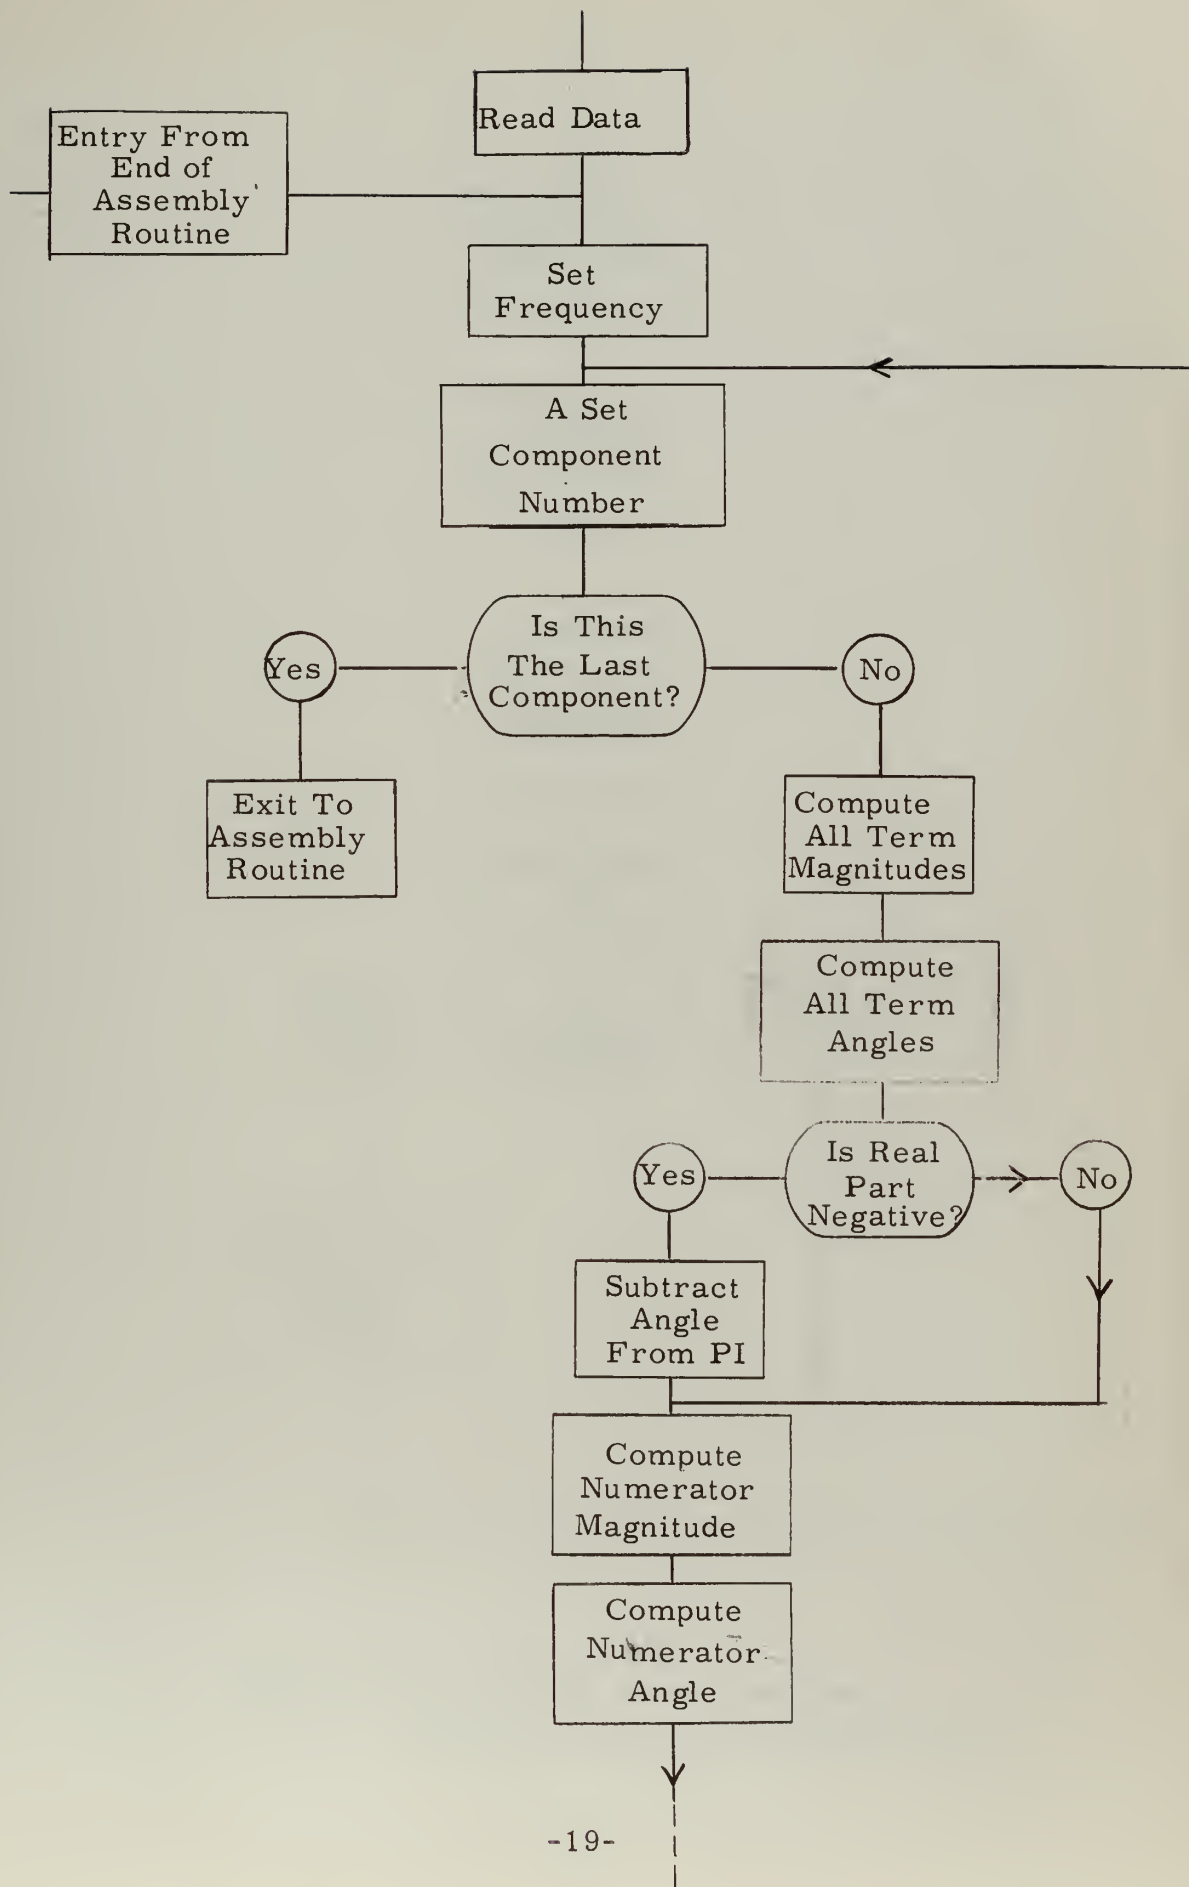 Read Data
Entry From
End of
Assembly
Routine
Set
Frequency
A Set
Component
Number
Is This
The Last
Component?
Yes
No
Exit To
Assembly
Routine
Compute
All Term
Magnitudes
Compute
All Term
Angles
Is Real
Part
Negative?
Yes
No
Subtract
Angle
From PI
Compute
Numerator
Magnitude
Compute
Numerator
Angle
-19-